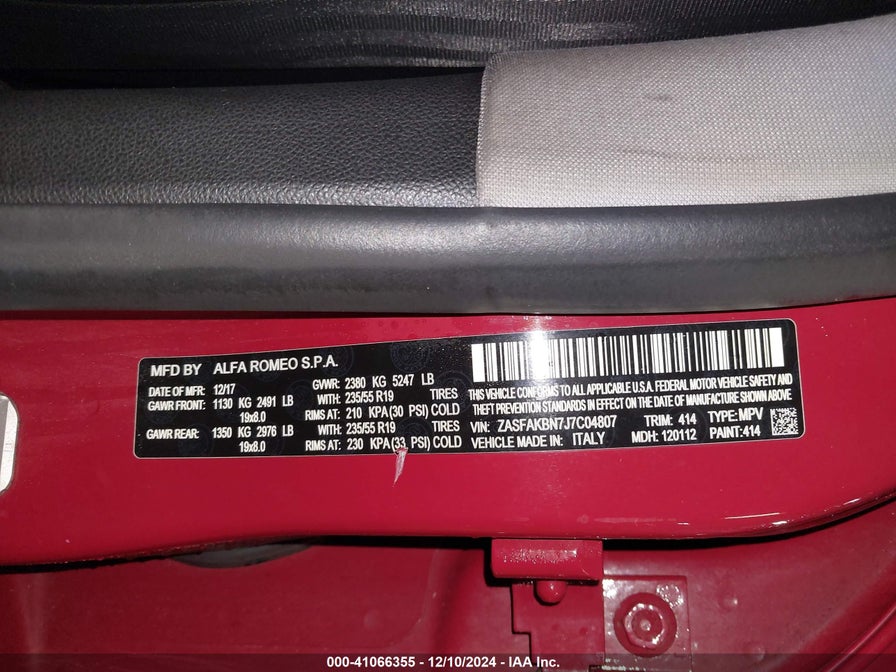 MFD BY ALFA ROMEO S.P.A.
DATE OF MFR: 12/17 GVWR: 2380 KG 5247 LB
GAWR FRONT: 1130 KG 2491 LB WITH: 235/55 R19 TIRES
19x8.0 RIMS AT: 210 KPA(30 PSI) COLD
GAWR REAR: 1350 KG 2976 LB WITH: 235/55 R19 TIRES
19x8.0 RIMS AT: 230 KPA (33 PSI) COLD
THIS VEHICLE CONFORMS TO ALL APPLICABLE U.S.A. FEDERAL MOTOR VEHICLE SAFETY AND
THEFT PREVENTION STANDARDS IN EFFECT ON THE DATE OF MANUFACTURE SHOWN ABOVE.
VIN: ZASFAKBN7J7C04807 TRIM: 414 TYPE: MPV
VEHICLE MADE IN: ITALY MDH: 120112 PAINT: 414
000-41066355 - 12/10/2024 - IAA Inc.